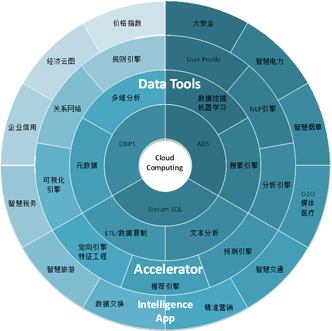 价格指数
大安全
经济云图
规则引擎
User Profile
智慧电力
Data Tools
关系网络
多维分析
数据挖掘
机器学习
NLP引擎
企业信用
智慧烟草
元数据
ODPS
ADS
搜索引擎
Cloud
Computing
可视化
引擎
分析引擎
智慧税务
O2O
媒体
医疗
Stream SQL
ETL/数据复制
文本分析
定向引擎
特征工程
预测引擎
智慧旅游
Accelerator
智慧交通
推荐引擎
数据交换
Intelligence
App
精准营销